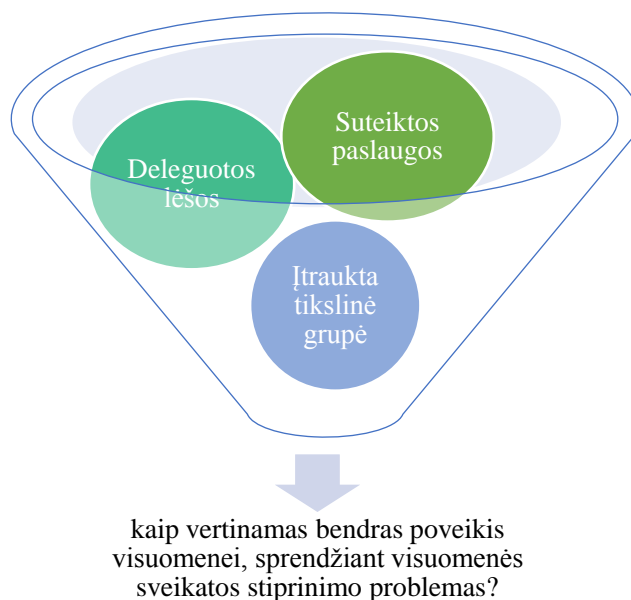 Suteiktos
paslaugos
Deleguotos
lėšos
Įtraukta
tikslinė
grupė
kaip vertinamas bendras poveikis
visuomenei, sprendžiant visuomenės
sveikatos stiprinimo problemas?